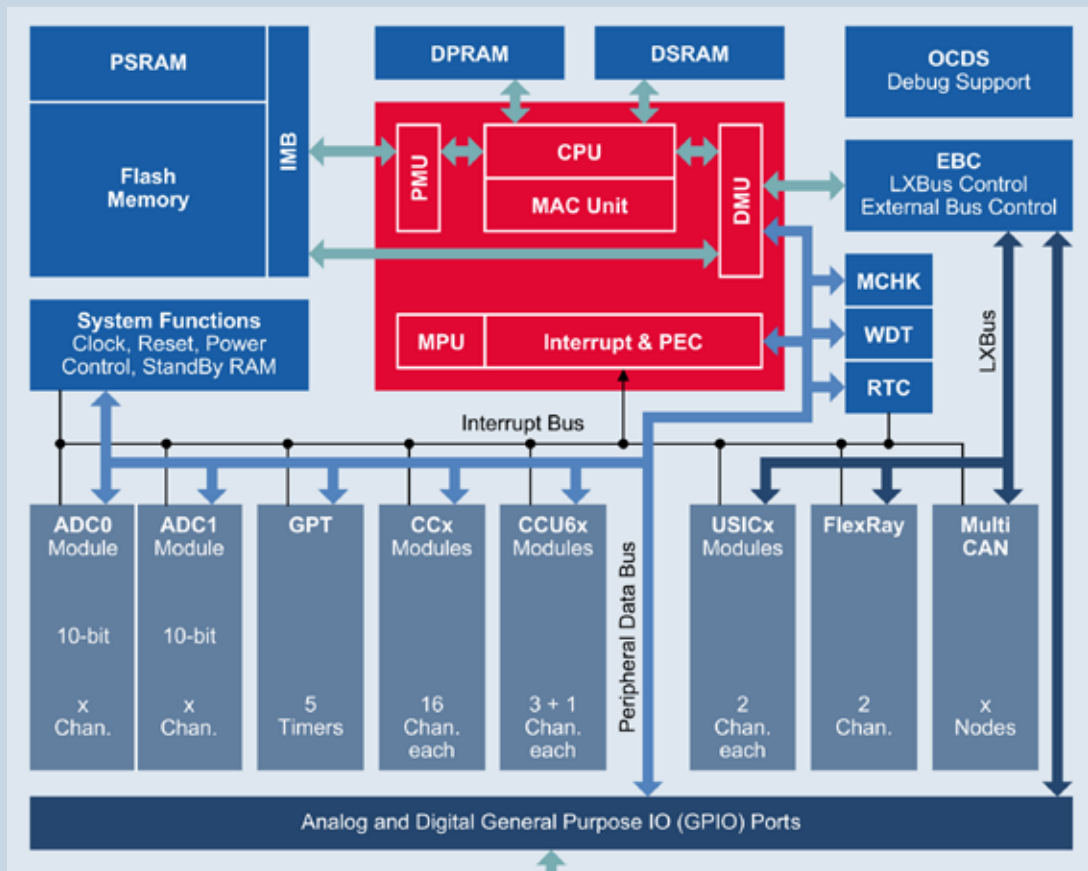 PSRAM
Flash
Memory
IMB
DPRAM
DSRAM
OCDS
Debug Support
PMU
CPU
MAC Unit
DMU
EBC
LXBus Control
External Bus Control
MPU
Interrupt & PEC
MCHK
WDT
RTC
LXBus
System Functions
Clock, Reset, Power
Control, StandBy RAM
Interrupt Bus
ADC0
Module
10-bit
x
Chan.
ADC1
Module
10-bit
x
Chan.
GPT
5
Timers
CCx
Modules
16
Chan.
each
CCU6x
Modules
3 + 1
Chan.
each
Peripheral Data Bus
USICx
Modules
2
Chan.
each
FlexRay
2
Chan.
Multi
CAN
x
Nodes
Analog and Digital General Purpose IO (GPIO) Ports